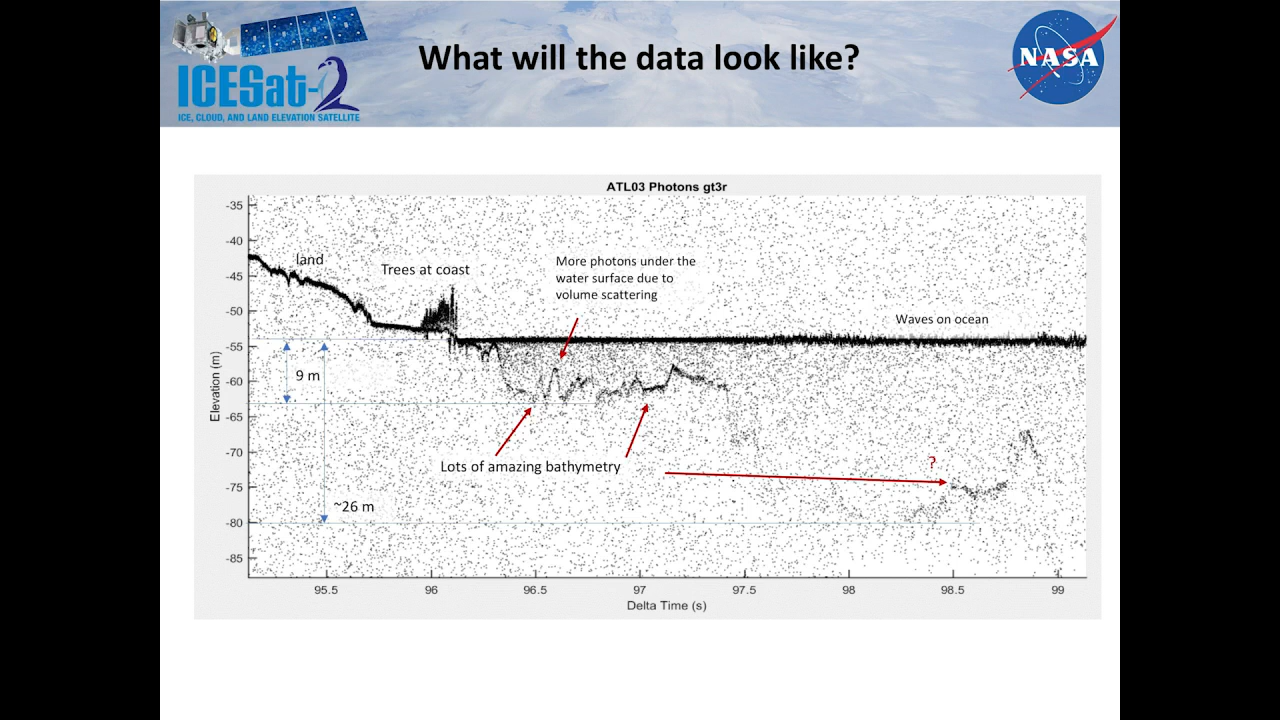 What will the data look like?
ICESat-2
ICE, CLOUD, AND LAND ELEVATION SATELLITE
NASA
ATL03 Photons gt3r
-35
-40
-45
-50
-55
-60
-65
-70
-75
-80
-85
Elevation (m)
land
Trees at coast
More photons under the
water surface due to
volume scattering
Waves on ocean
9 m
Lots of amazing bathymetry
?
~26 m
95.5
96
96.5
97
97.5
98
98.5
99
Delta Time (s)